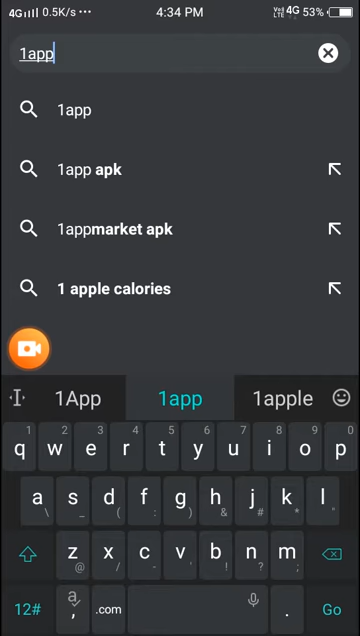 4G 0.5K/s ··· 4:34 PM VoLTE 4G 53%
1app
1app
1app apk
1appmarket apk
1 apple calories
1App 1app 1apple
1 2 3 4 5 6 7 8 9 0
q w e r t y u i o p
a s d f g h j k l
\ _ ( : ) & # * "
z x c v b n m
@ / - ' ! ? ;
12# a , .com . Go